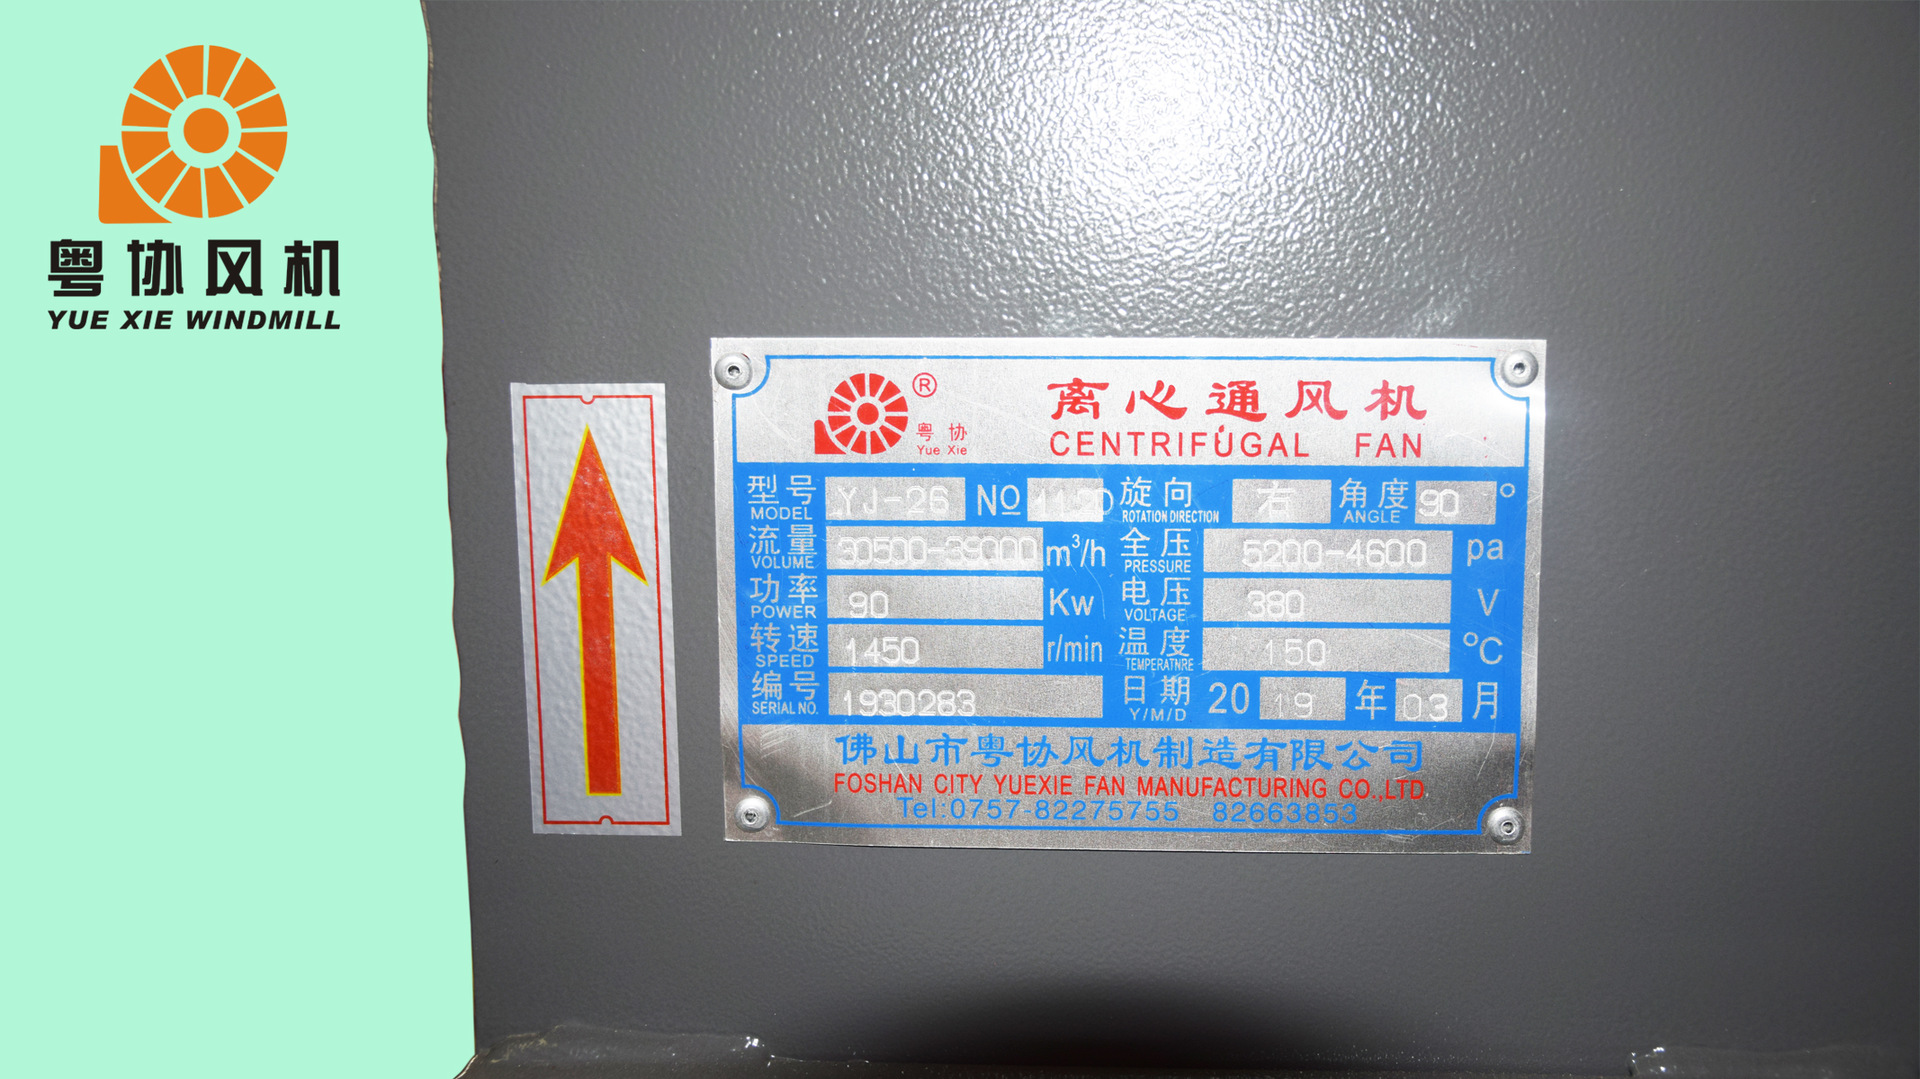 粤协风机
YUE XIE WINDMILL
® 粤协
Yue Xie
离心通风机
CENTRIFUGAL FAN
型号 YJ-26 No 旋向 右 角度 90 °
MODEL ROTATION DIRECTION ANGLE
流量 30500-39000 m³/h 全压 5200-4600 pa
VOLUME PRESSURE
功率 90 Kw 电压 380 V
POWER VOLTAGE
转速 1450 r/min 温度 150 ℃
SPEED TEMPERATNRE
编号 1930283 日期 20 19 年 03 月
SERIAL NO. Y/M/D
佛山市粤协风机制造有限公司
FOSHAN CITY YUEXIE FAN MANUFACTURING CO.,LTD
Tel:0757-82275755 82663853